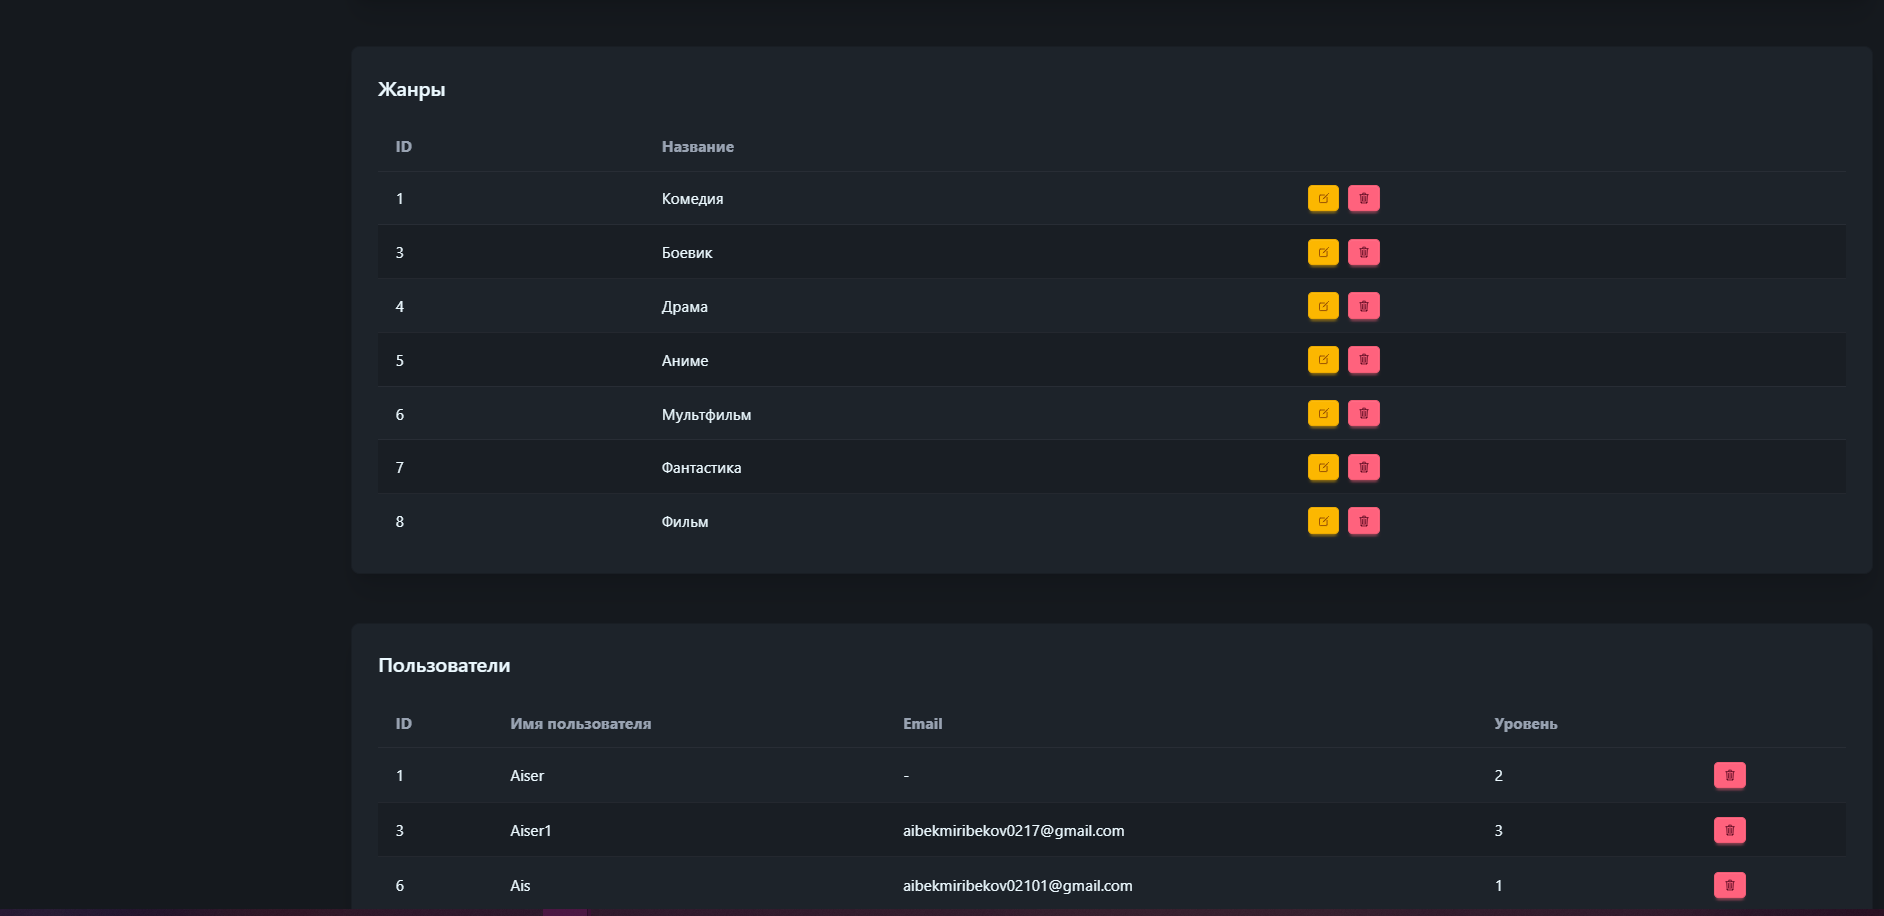 Жанры
ID Название
1 Комедия
3 Боевик
4 Драма
5 Аниме
6 Мультфильм
7 Фантастика
8 Фильм
Пользователи
ID Имя пользователя Email Уровень
1 Aiser - 2
3 Aiser1 aibekmiribekov0217@gmail.com 3
6 Ais aibekmiribekov02101@gmail.com 1